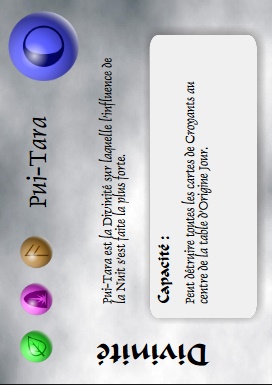 Pui-Tara
Pui-Tara est la Divinité sur laquelle l'influence de
la Nuit s'est faite la plus forte.
Capacité :
Peut détruire toutes les cartes de Croyants au
centre de la table d'Origine Jour.
Divinité